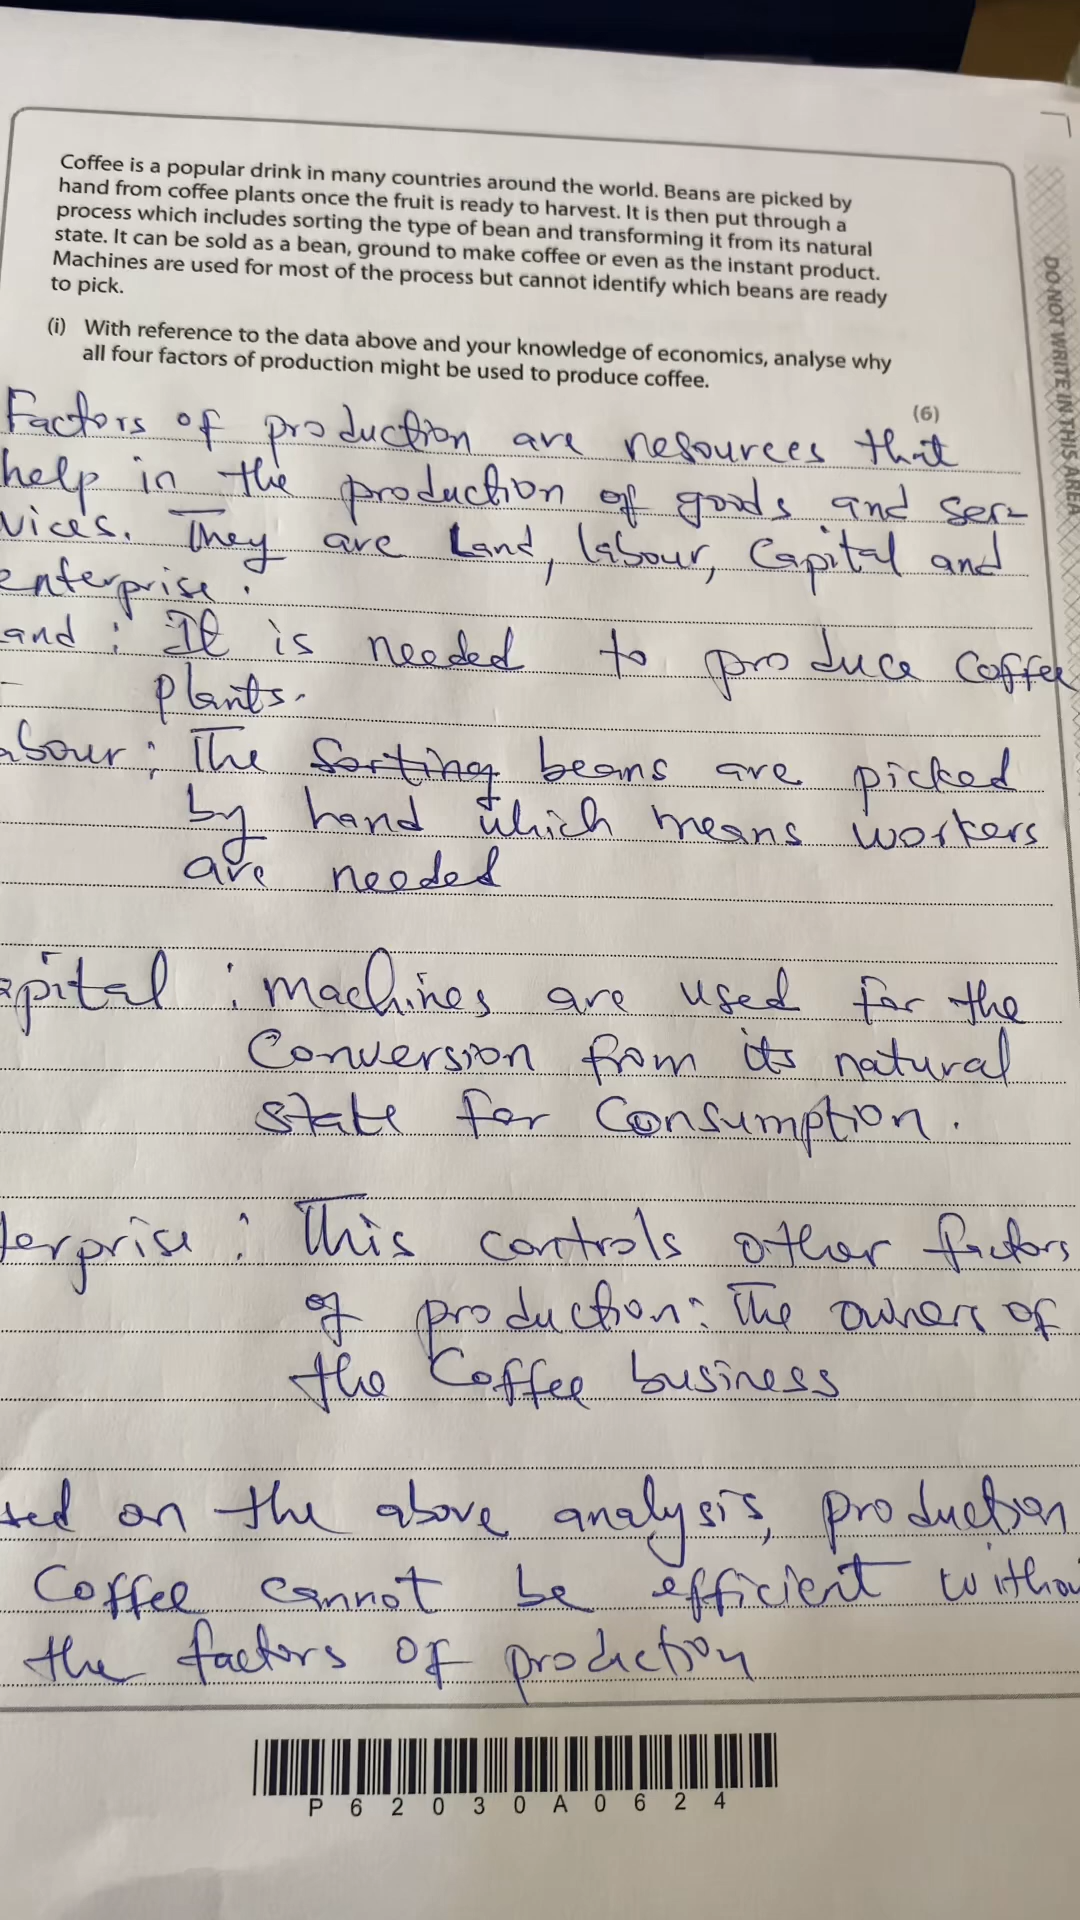 Coffee is a popular drink in many countries around the world. Beans are picked by
hand from coffee plants once the fruit is ready to harvest. It is then put through a
process which includes sorting the type of bean and transforming it from its natural
state. It can be sold as a bean, ground to make coffee or even as the instant product.
Machines are used for most of the process but cannot identify which beans are ready
to pick.
(i) With reference to the data above and your knowledge of economics, analyse why
all four factors of production might be used to produce coffee.
(6)
DO NOT WRITE IN THIS AREA
Factors of production are resources that
help in the production of goods and ser-
vices. They are Land, labour, Capital and
enterprise.
and : It is needed to produce Coffee
plants.
abour ; The sorting beans are picked
by hand which means workers
are needed
apital : machines are used for the
Conversion from its natural
state for Consumption.
terprise : This controls other factors
of production. The owners of
the Coffee business
sed on the above analysis, production
Coffee cannot be efficient withou
the factors of production
P 6 2 0 3 0 A 0 6 2 4